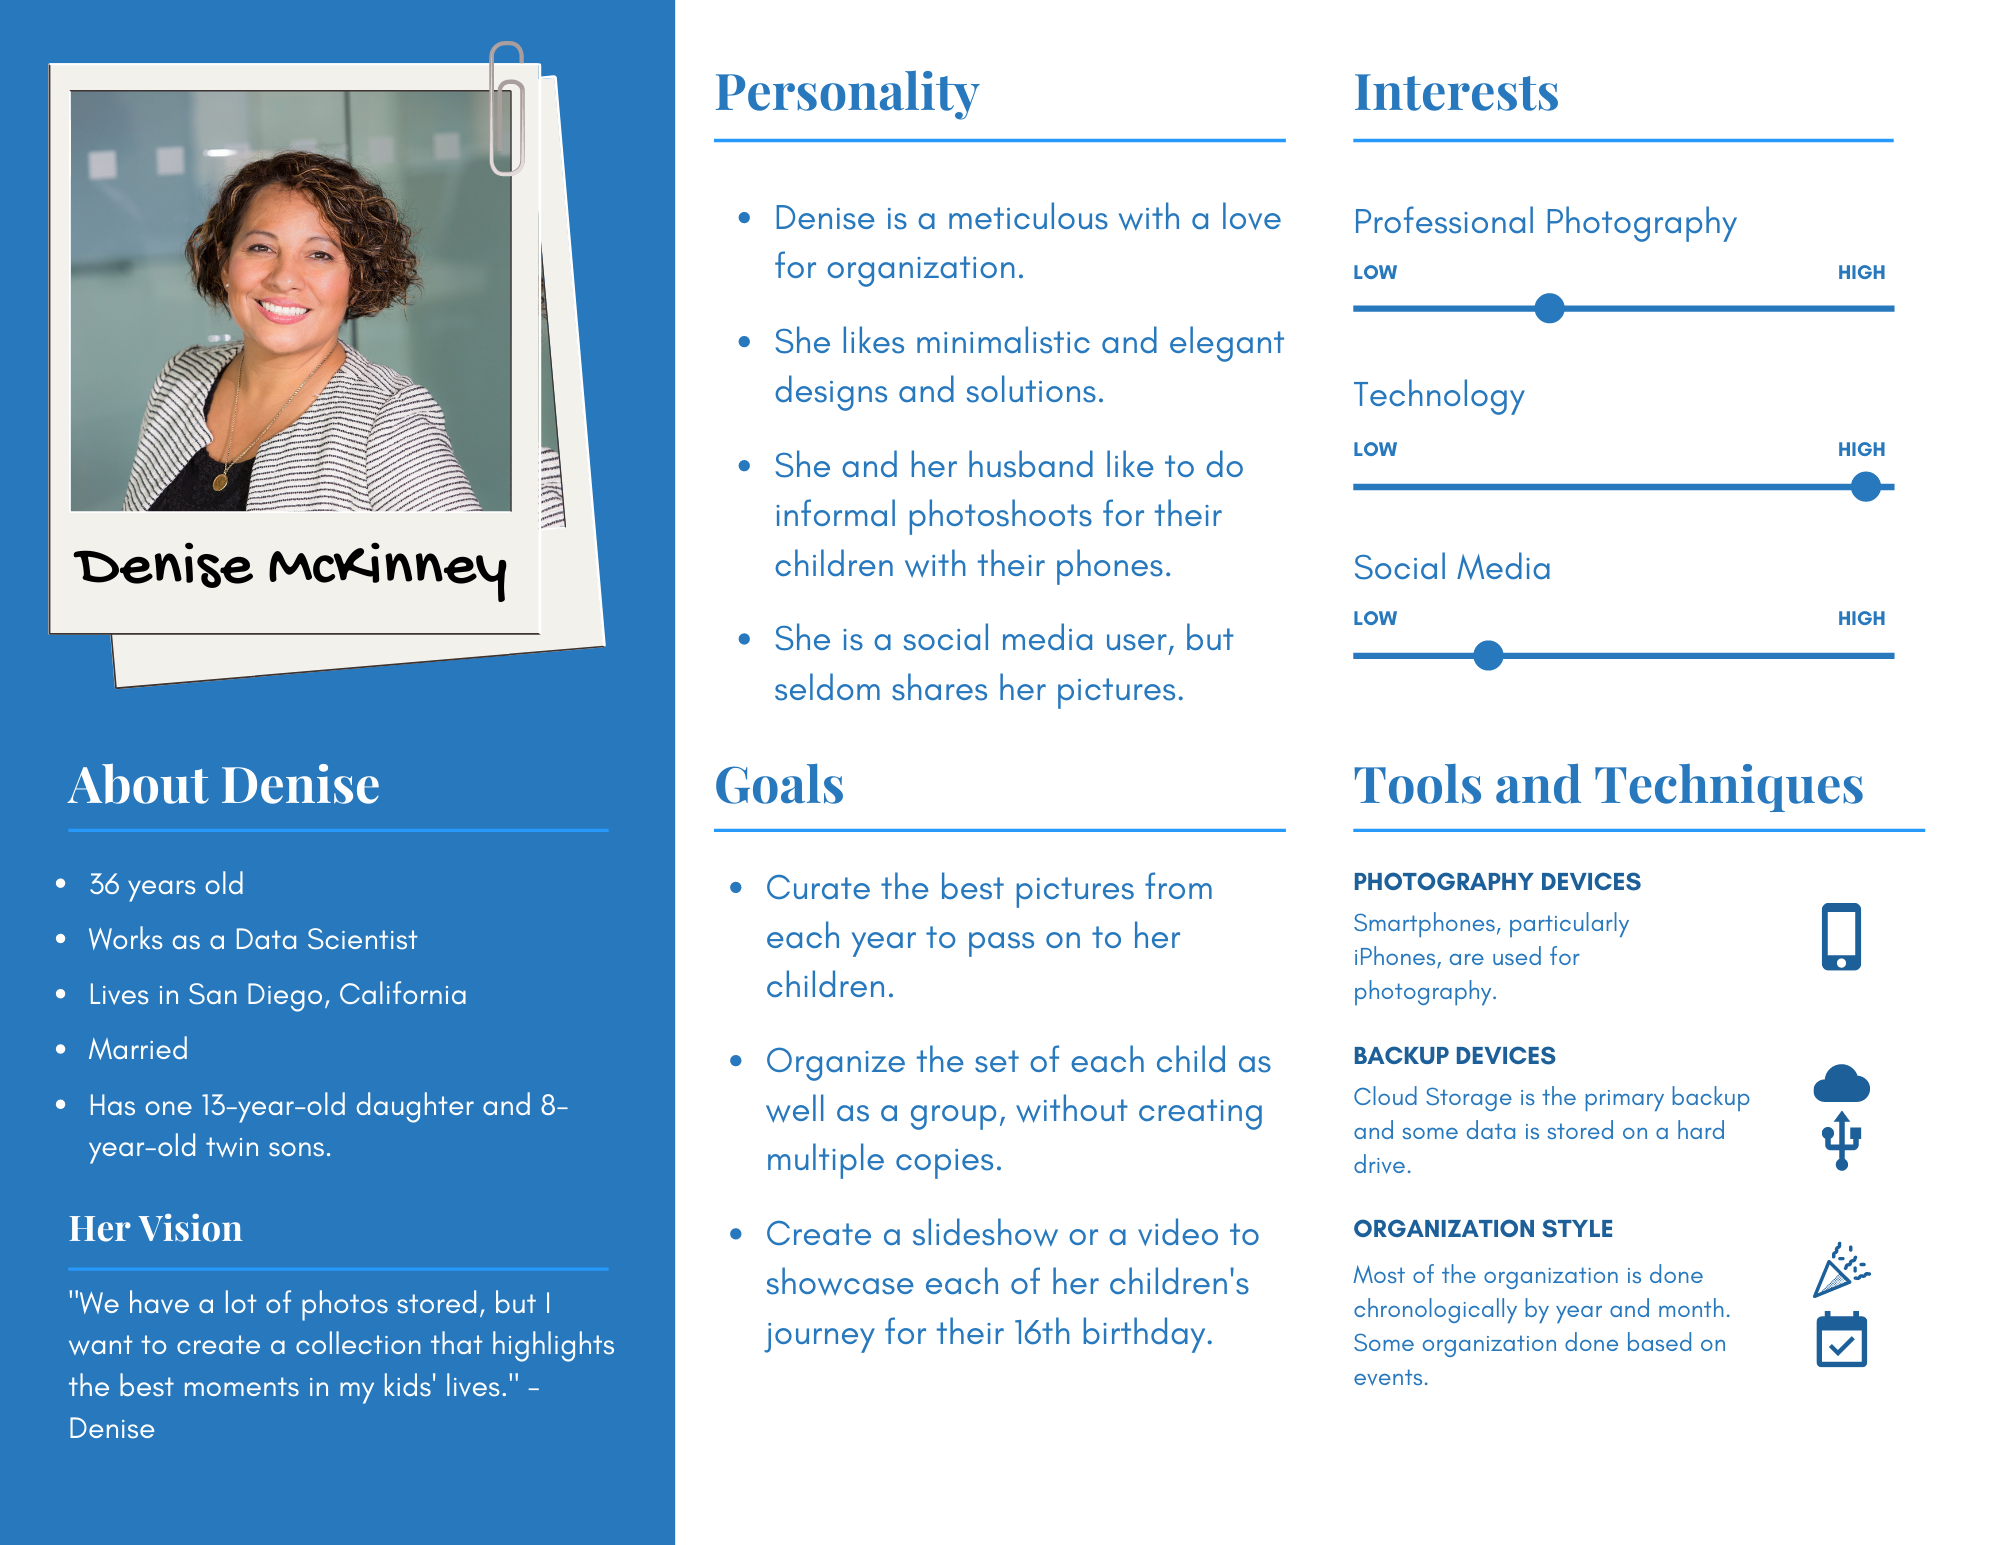 Denise McKinney
About Denise
• 36 years old
• Works as a Data Scientist
• Lives in San Diego, California
• Married
• Has one 13-year-old daughter and 8-
year-old twin sons.
Her Vision
"We have a lot of photos stored, but I
want to create a collection that highlights
the best moments in my kids' lives." -
Denise
Personality
• Denise is a meticulous with a love
for organization.
• She likes minimalistic and elegant
designs and solutions.
• She and her husband like to do
informal photoshoots for their
children with their phones.
• She is a social media user, but
seldom shares her pictures.
Goals
• Curate the best pictures from
each year to pass on to her
children.
• Organize the set of each child as
well as a group, without creating
multiple copies.
• Create a slideshow or a video to
showcase each of her children's
journey for their 16th birthday.
Interests
Professional Photography
LOW HIGH
Technology
LOW HIGH
Social Media
LOW HIGH
Tools and Techniques
PHOTOGRAPHY DEVICES
Smartphones, particularly
iPhones, are used for
photography.
BACKUP DEVICES
Cloud Storage is the primary backup
and some data is stored on a hard
drive.
ORGANIZATION STYLE
Most of the organization is done
chronologically by year and month.
Some organization done based on
events.